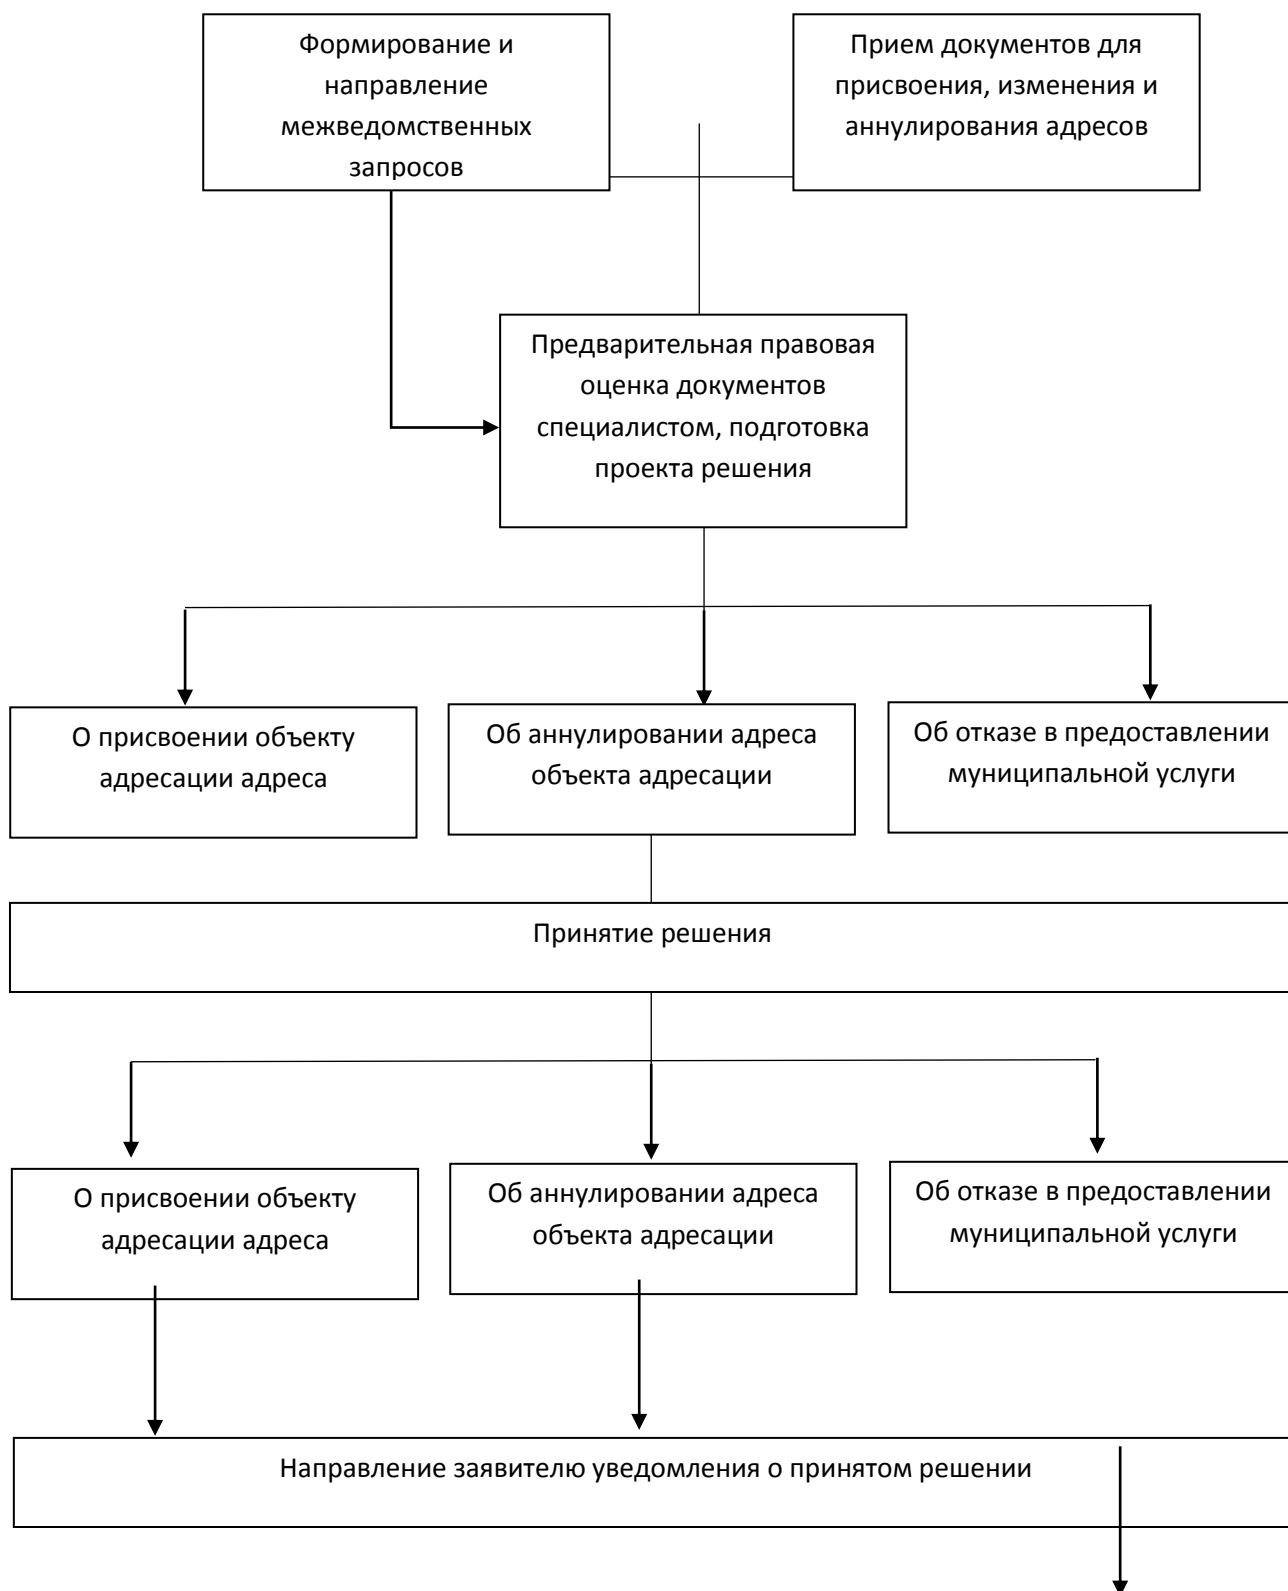 Формирование и
направление
межведомственных
запросов
Прием документов для
присвоения, изменения и
аннулирования адресов
Предварительная правовая
оценка документов
специалистом, подготовка
проекта решения
О присвоении объекту
адресации адреса
Об аннулировании адреса
объекта адресации
Об отказе в предоставлении
муниципальной услуги
Принятие решения
О присвоении объекту
адресации адреса
Об аннулировании адреса
объекта адресации
Об отказе в предоставлении
муниципальной услуги
Направление заявителю уведомления о принятом решении